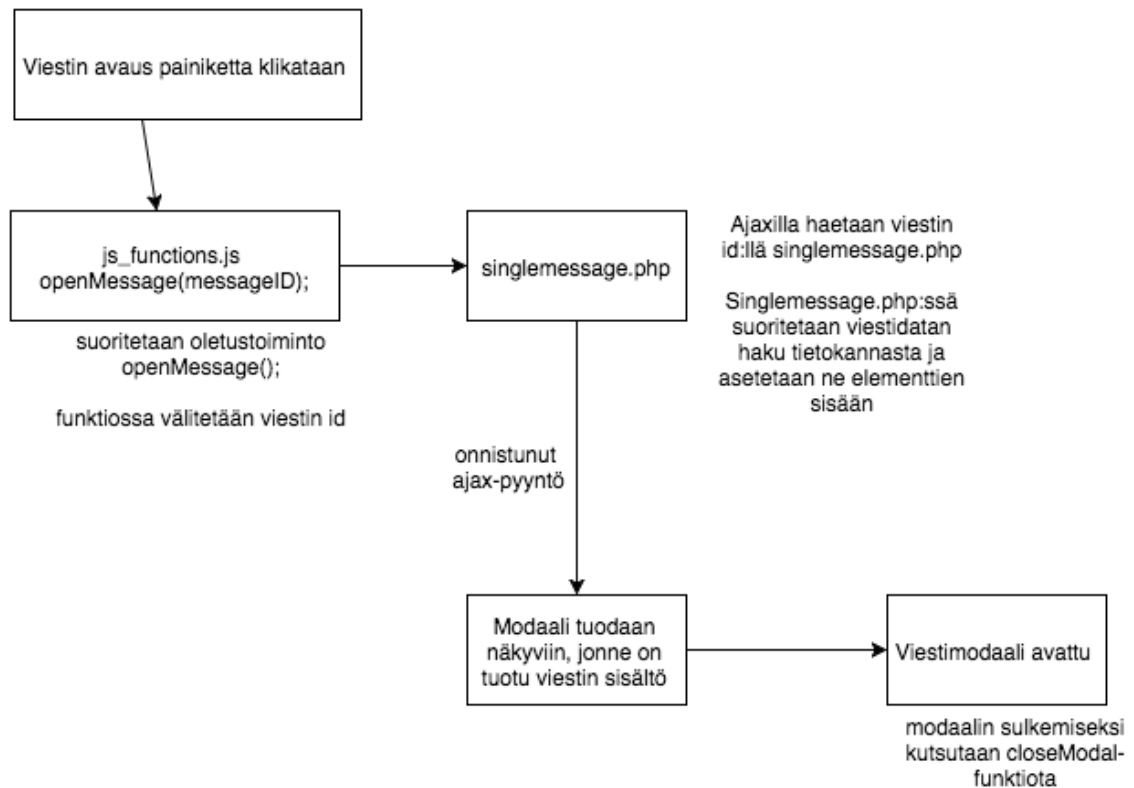 Viestin avaus painiketta klikataan
js_functions.js
openMessage(messageID);
suoritetaan oletustoiminto
openMessage();
funktiossa välitetään viestin id
singlemessage.php
Ajaxilla haetaan viestin
id:llä singlemessage.php
Singlemessage.php:ssä
suoritetaan viestidatan
haku tietokannasta ja
asetetaan ne elementtien
sisään
onnistunut
ajax-pyyntö
Modaali tuodaan
näkyviin, jonne on
tuotu viestin sisältö
Viestimodaali avattu
modaalin sulkemiseksi
kutsutaan closeModal-
funktiota